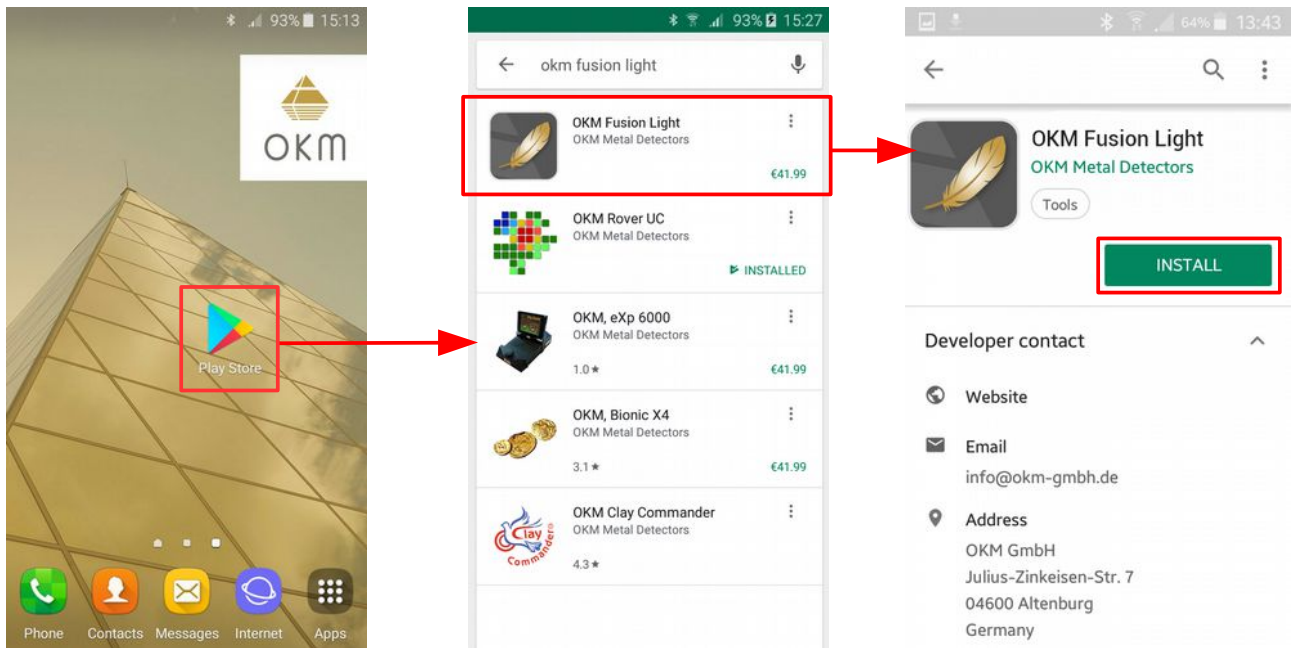 93% 15:13
OKM
Play Store
Phone Contacts Messages Internet Apps
93% 15:27
okm fusion light
OKM Fusion Light
OKM Metal Detectors
€41.99
OKM Rover UC
OKM Metal Detectors
INSTALLED
OKM, eXp 6000
OKM Metal Detectors
1.0★ €41.99
OKM, Bionic X4
OKM Metal Detectors
3.1★ €41.99
Clay
Commander®
OKM Clay Commander
OKM Metal Detectors
4.3★
64% 13:43
OKM Fusion Light
OKM Metal Detectors
Tools
INSTALL
Developer contact
Website
Email
info@okm-gmbh.de
Address
OKM GmbH
Julius-Zinkeisen-Str. 7
04600 Altenburg
Germany